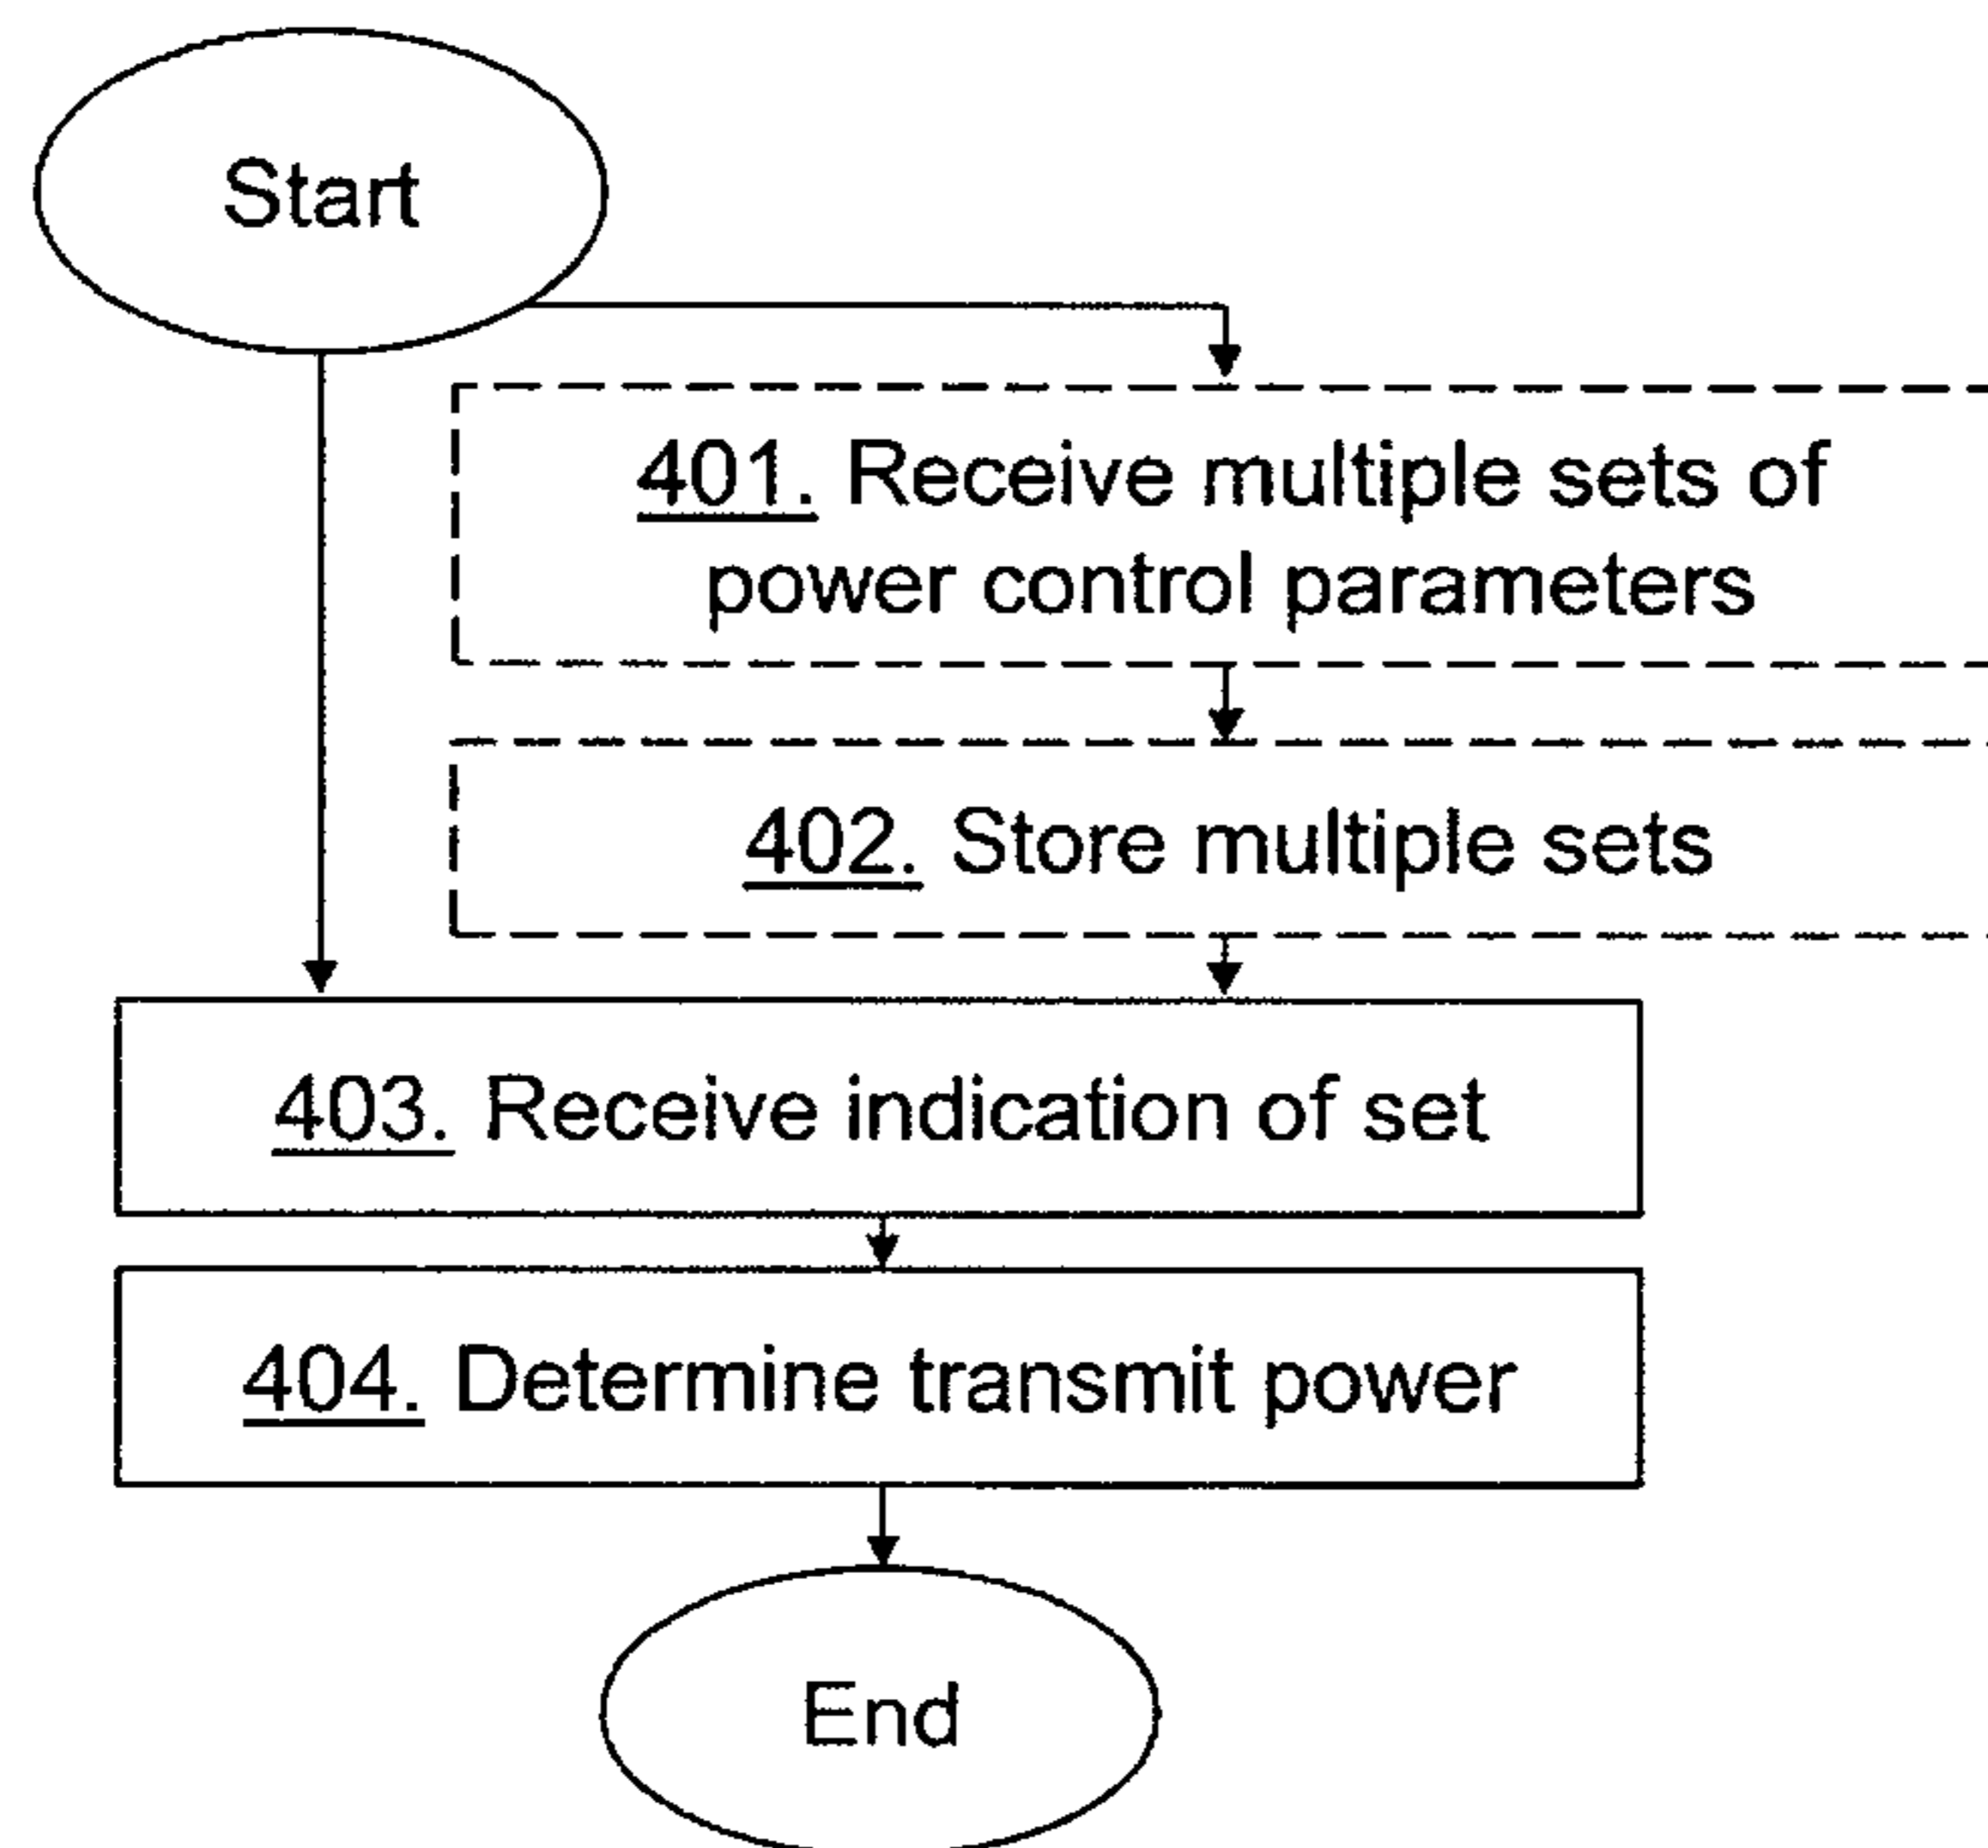 Start
401. Receive multiple sets of
power control parameters
402. Store multiple sets
403. Receive indication of set
404. Determine transmit power
End